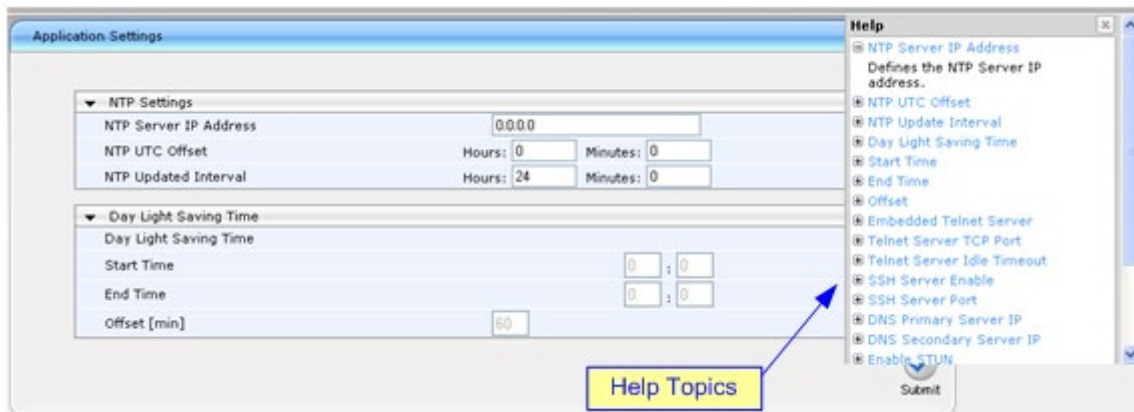 Application Settings
NTP Settings
NTP Server IP Address 0.0.0.0
NTP UTC Offset Hours: 0 Minutes: 0
NTP Updated Interval Hours: 24 Minutes: 0
Day Light Saving Time
Day Light Saving Time
Start Time 0 : 0
End Time 0 : 0
Offset [min] 60
Help
NTP Server IP Address
Defines the NTP Server IP
address.
NTP UTC Offset
NTP Update Interval
Day Light Saving Time
Start Time
End Time
Offset
Embedded Telnet Server
Telnet Server TCP Port
Telnet Server Idle Timeout
SSH Server Enable
SSH Server Port
DNS Primary Server IP
DNS Secondary Server IP
Enable STUN
Help Topics
Submit